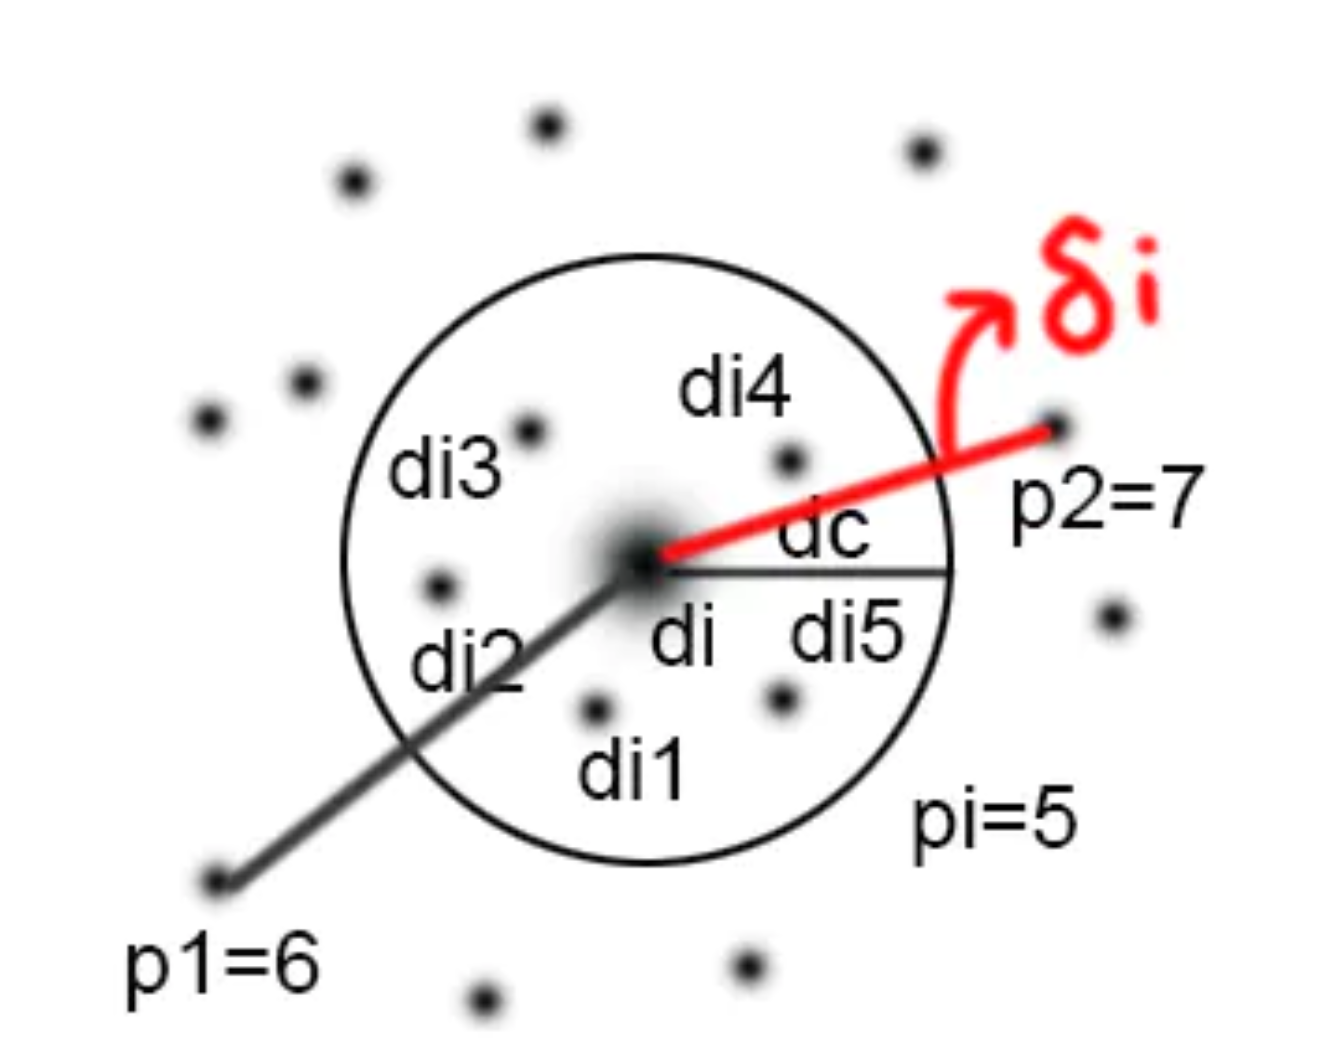 δi
di4
di3
p2=7
dc
di2
di
di5
di1
pi=5
p1=6